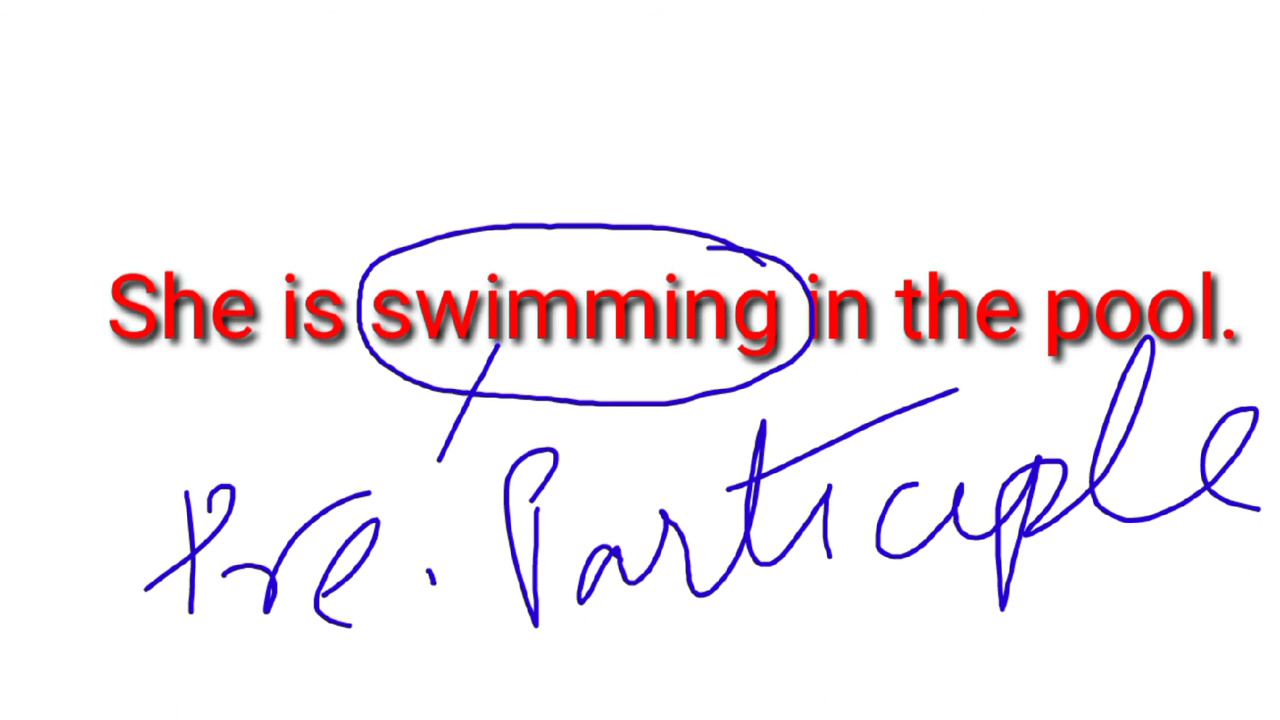 She is swimming in the pool.
Pre. Participle